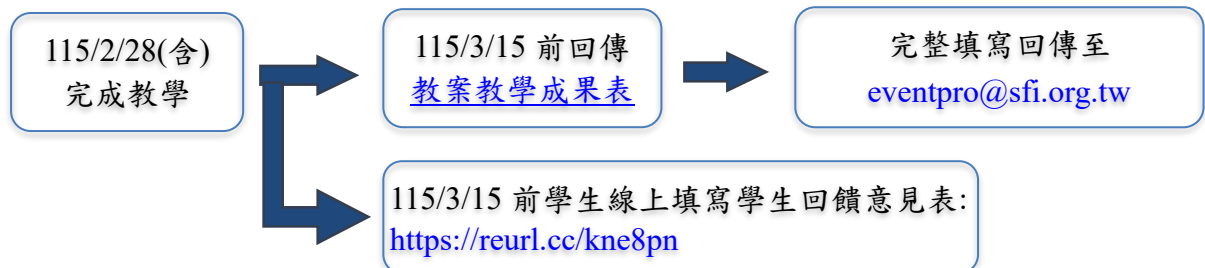 115/2/28(含)
完成教學
115/3/15 前回傳
教案教學成果表
完整填寫回傳至
eventpro@sfi.org.tw
115/3/15 前學生線上填寫學生回饋意見表:
https://reurl.cc/kne8pn